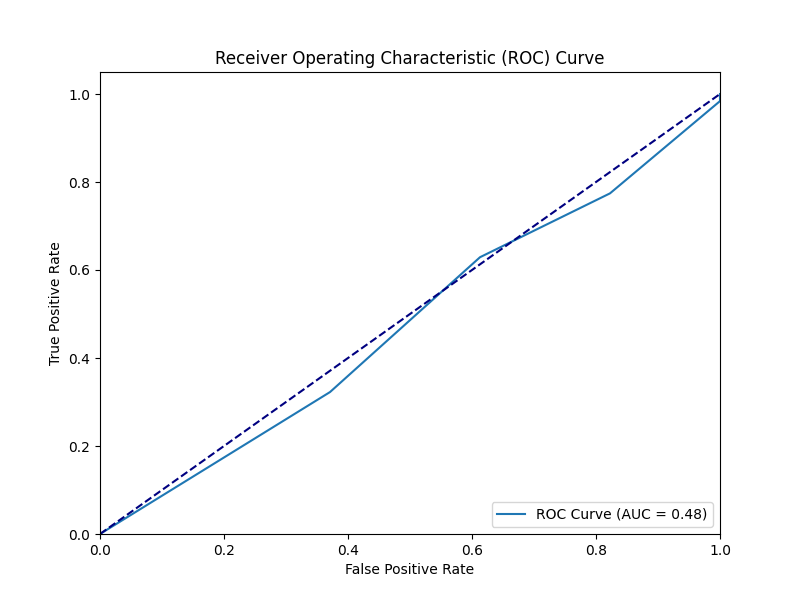 Receiver Operating Characteristic (ROC) Curve
True Positive Rate
1.0
0.8
0.6
0.4
0.2
0.0
0.0 0.2 0.4 0.6 0.8 1.0
False Positive Rate
ROC Curve (AUC = 0.48)